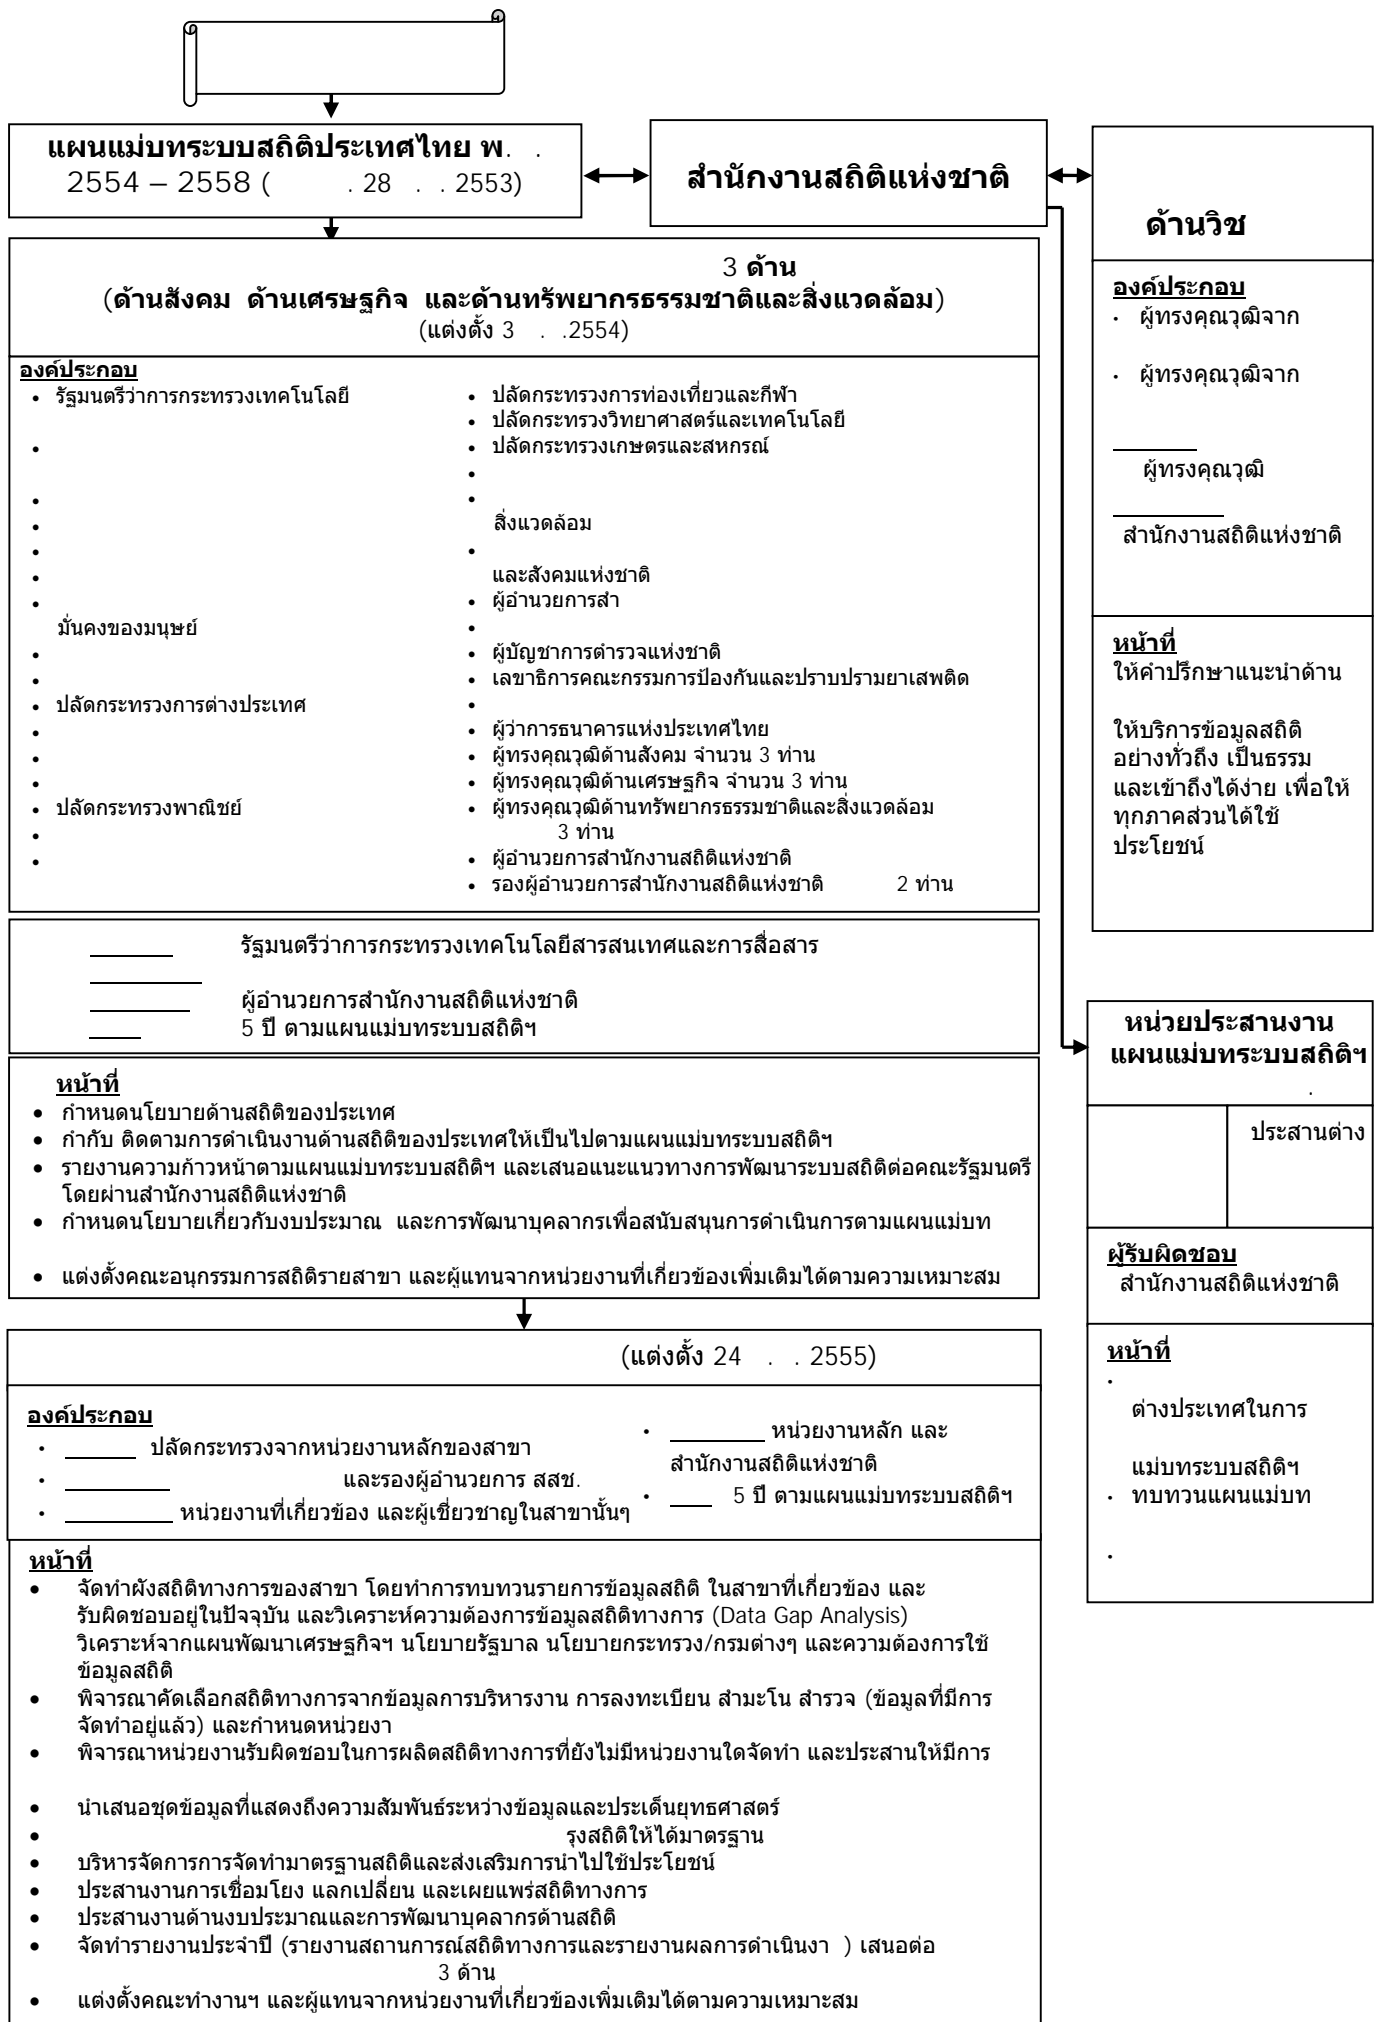 แผนแม่บทระบบสถิติประเทศไทย พ. .
2554 – 2558 ( . 28 . . 2553)
สำนักงานสถิติแห่งชาติ
ด้านวิช
3 ด้าน
(ด้านสังคม ด้านเศรษฐกิจ และด้านทรัพยากรธรรมชาติและสิ่งแวดล้อม)
(แต่งตั้ง 3 . .2554)
องค์ประกอบ
• รัฐมนตรีว่าการกระทรวงเทคโนโลยี
•
•
•
•
•
•
มั่นคงของมนุษย์
•
•
• ปลัดกระทรวงการต่างประเทศ
•
•
•
• ปลัดกระทรวงพาณิชย์
•
•
• ปลัดกระทรวงการท่องเที่ยวและกีฬา
• ปลัดกระทรวงวิทยาศาสตร์และเทคโนโลยี
• ปลัดกระทรวงเกษตรและสหกรณ์
•
•
สิ่งแวดล้อม
•
และสังคมแห่งชาติ
• ผู้อำนวยการสำ
•
• ผู้บัญชาการตำรวจแห่งชาติ
• เลขาธิการคณะกรรมการป้องกันและปราบปรามยาเสพติด
•
• ผู้ว่าการธนาคารแห่งประเทศไทย
• ผู้ทรงคุณวุฒิด้านสังคม จำนวน 3 ท่าน
• ผู้ทรงคุณวุฒิด้านเศรษฐกิจ จำนวน 3 ท่าน
• ผู้ทรงคุณวุฒิด้านทรัพยากรธรรมชาติและสิ่งแวดล้อม
3 ท่าน
• ผู้อำนวยการสำนักงานสถิติแห่งชาติ
• รองผู้อำนวยการสำนักงานสถิติแห่งชาติ 2 ท่าน
รัฐมนตรีว่าการกระทรวงเทคโนโลยีสารสนเทศและการสื่อสาร
ผู้อำนวยการสำนักงานสถิติแห่งชาติ
5 ปี ตามแผนแม่บทระบบสถิติฯ
หน้าที่
• กำหนดนโยบายด้านสถิติของประเทศ
• กำกับ ติดตามการดำเนินงานด้านสถิติของประเทศให้เป็นไปตามแผนแม่บทระบบสถิติฯ
• รายงานความก้าวหน้าตามแผนแม่บทระบบสถิติฯ และเสนอแนะแนวทางการพัฒนาระบบสถิติต่อคณะรัฐมนตรี
โดยผ่านสำนักงานสถิติแห่งชาติ
• กำหนดนโยบายเกี่ยวกับงบประมาณ และการพัฒนาบุคลากรเพื่อสนับสนุนการดำเนินการตามแผนแม่บท
• แต่งตั้งคณะอนุกรรมการสถิติรายสาขา และผู้แทนจากหน่วยงานที่เกี่ยวข้องเพิ่มเติมได้ตามความเหมาะสม
(แต่งตั้ง 24 . . 2555)
องค์ประกอบ
• ปลัดกระทรวงจากหน่วยงานหลักของสาขา
• และรองผู้อำนวยการ สสช.
• หน่วยงานที่เกี่ยวข้อง และผู้เชี่ยวชาญในสาขานั้นๆ
• หน่วยงานหลัก และ
สำนักงานสถิติแห่งชาติ
• 5 ปี ตามแผนแม่บทระบบสถิติฯ
หน้าที่
• จัดทำผังสถิติทางการของสาขา โดยทำการทบทวนรายการข้อมูลสถิติ ในสาขาที่เกี่ยวข้อง และ
รับผิดชอบอยู่ในปัจจุบัน และวิเคราะห์ความต้องการข้อมูลสถิติทางการ (Data Gap Analysis)
วิเคราะห์จากแผนพัฒนาเศรษฐกิจฯ นโยบายรัฐบาล นโยบายกระทรวง/กรมต่างๆ และความต้องการใช้
ข้อมูลสถิติ
• พิจารณาคัดเลือกสถิติทางการจากข้อมูลการบริหารงาน การลงทะเบียน สำมะโน สำรวจ (ข้อมูลที่มีการ
จัดทำอยู่แล้ว) และกำหนดหน่วยงา
• พิจารณาหน่วยงานรับผิดชอบในการผลิตสถิติทางการที่ยังไม่มีหน่วยงานใดจัดทำ และประสานให้มีการ
• นำเสนอชุดข้อมูลที่แสดงถึงความสัมพันธ์ระหว่างข้อมูลและประเด็นยุทธศาสตร์
• รุงสถิติให้ได้มาตรฐาน
• บริหารจัดการการจัดทำมาตรฐานสถิติและส่งเสริมการนำไปใช้ประโยชน์
• ประสานงานการเชื่อมโยง แลกเปลี่ยน และเผยแพร่สถิติทางการ
• ประสานงานด้านงบประมาณและการพัฒนาบุคลากรด้านสถิติ
• จัดทำรายงานประจำปี (รายงานสถานการณ์สถิติทางการและรายงานผลการดำเนินงา ) เสนอต่อ
3 ด้าน
• แต่งตั้งคณะทำงานฯ และผู้แทนจากหน่วยงานที่เกี่ยวข้องเพิ่มเติมได้ตามความเหมาะสม
องค์ประกอบ
• ผู้ทรงคุณวุฒิจาก
• ผู้ทรงคุณวุฒิจาก
ผู้ทรงคุณวุฒิ
สำนักงานสถิติแห่งชาติ
หน้าที่
ให้คำปรึกษาแนะนำด้าน
ให้บริการข้อมูลสถิติ
อย่างทั่วถึง เป็นธรรม
และเข้าถึงได้ง่าย เพื่อให้
ทุกภาคส่วนได้ใช้
ประโยชน์
หน่วยประสานงาน
แผนแม่บทระบบสถิติฯ
.
ประสานต่าง
ผู้รับผิดชอบ
สำนักงานสถิติแห่งชาติ
หน้าที่
•
ต่างประเทศในการ
แม่บทระบบสถิติฯ
• ทบทวนแผนแม่บท
•